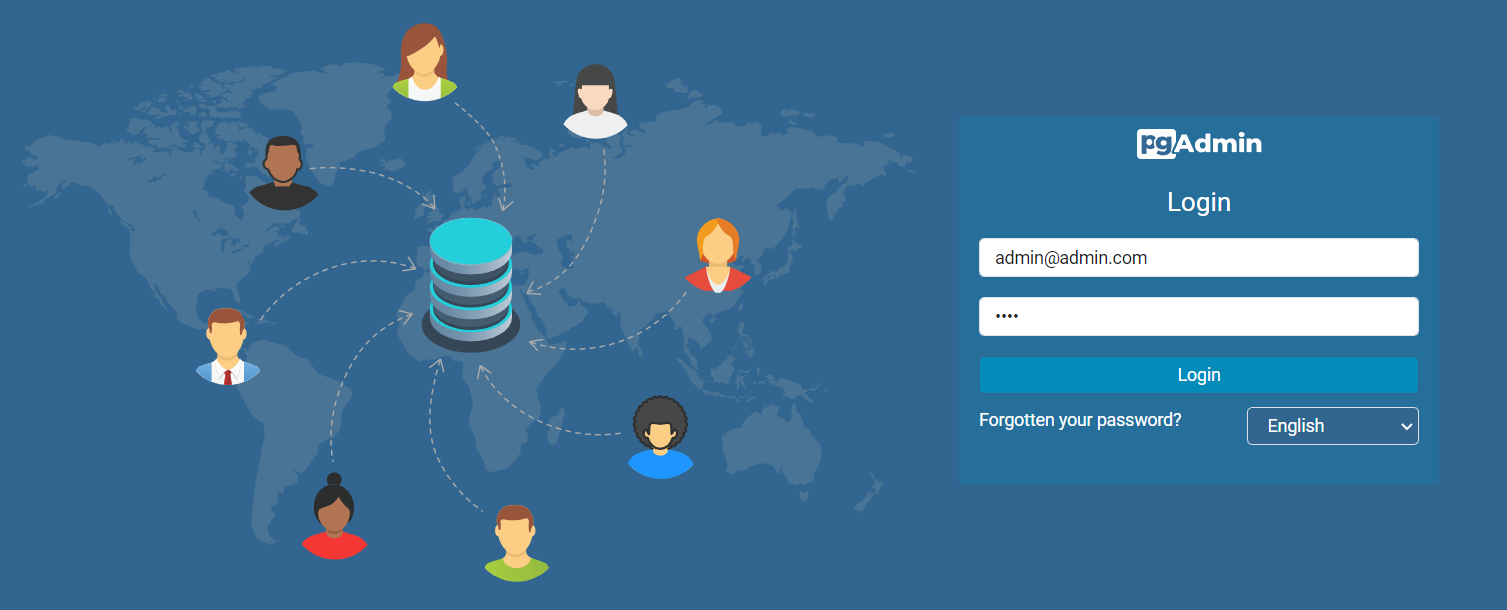 pgAdmin
Login
admin@admin.com
••••
Login
Forgotten your password?
English